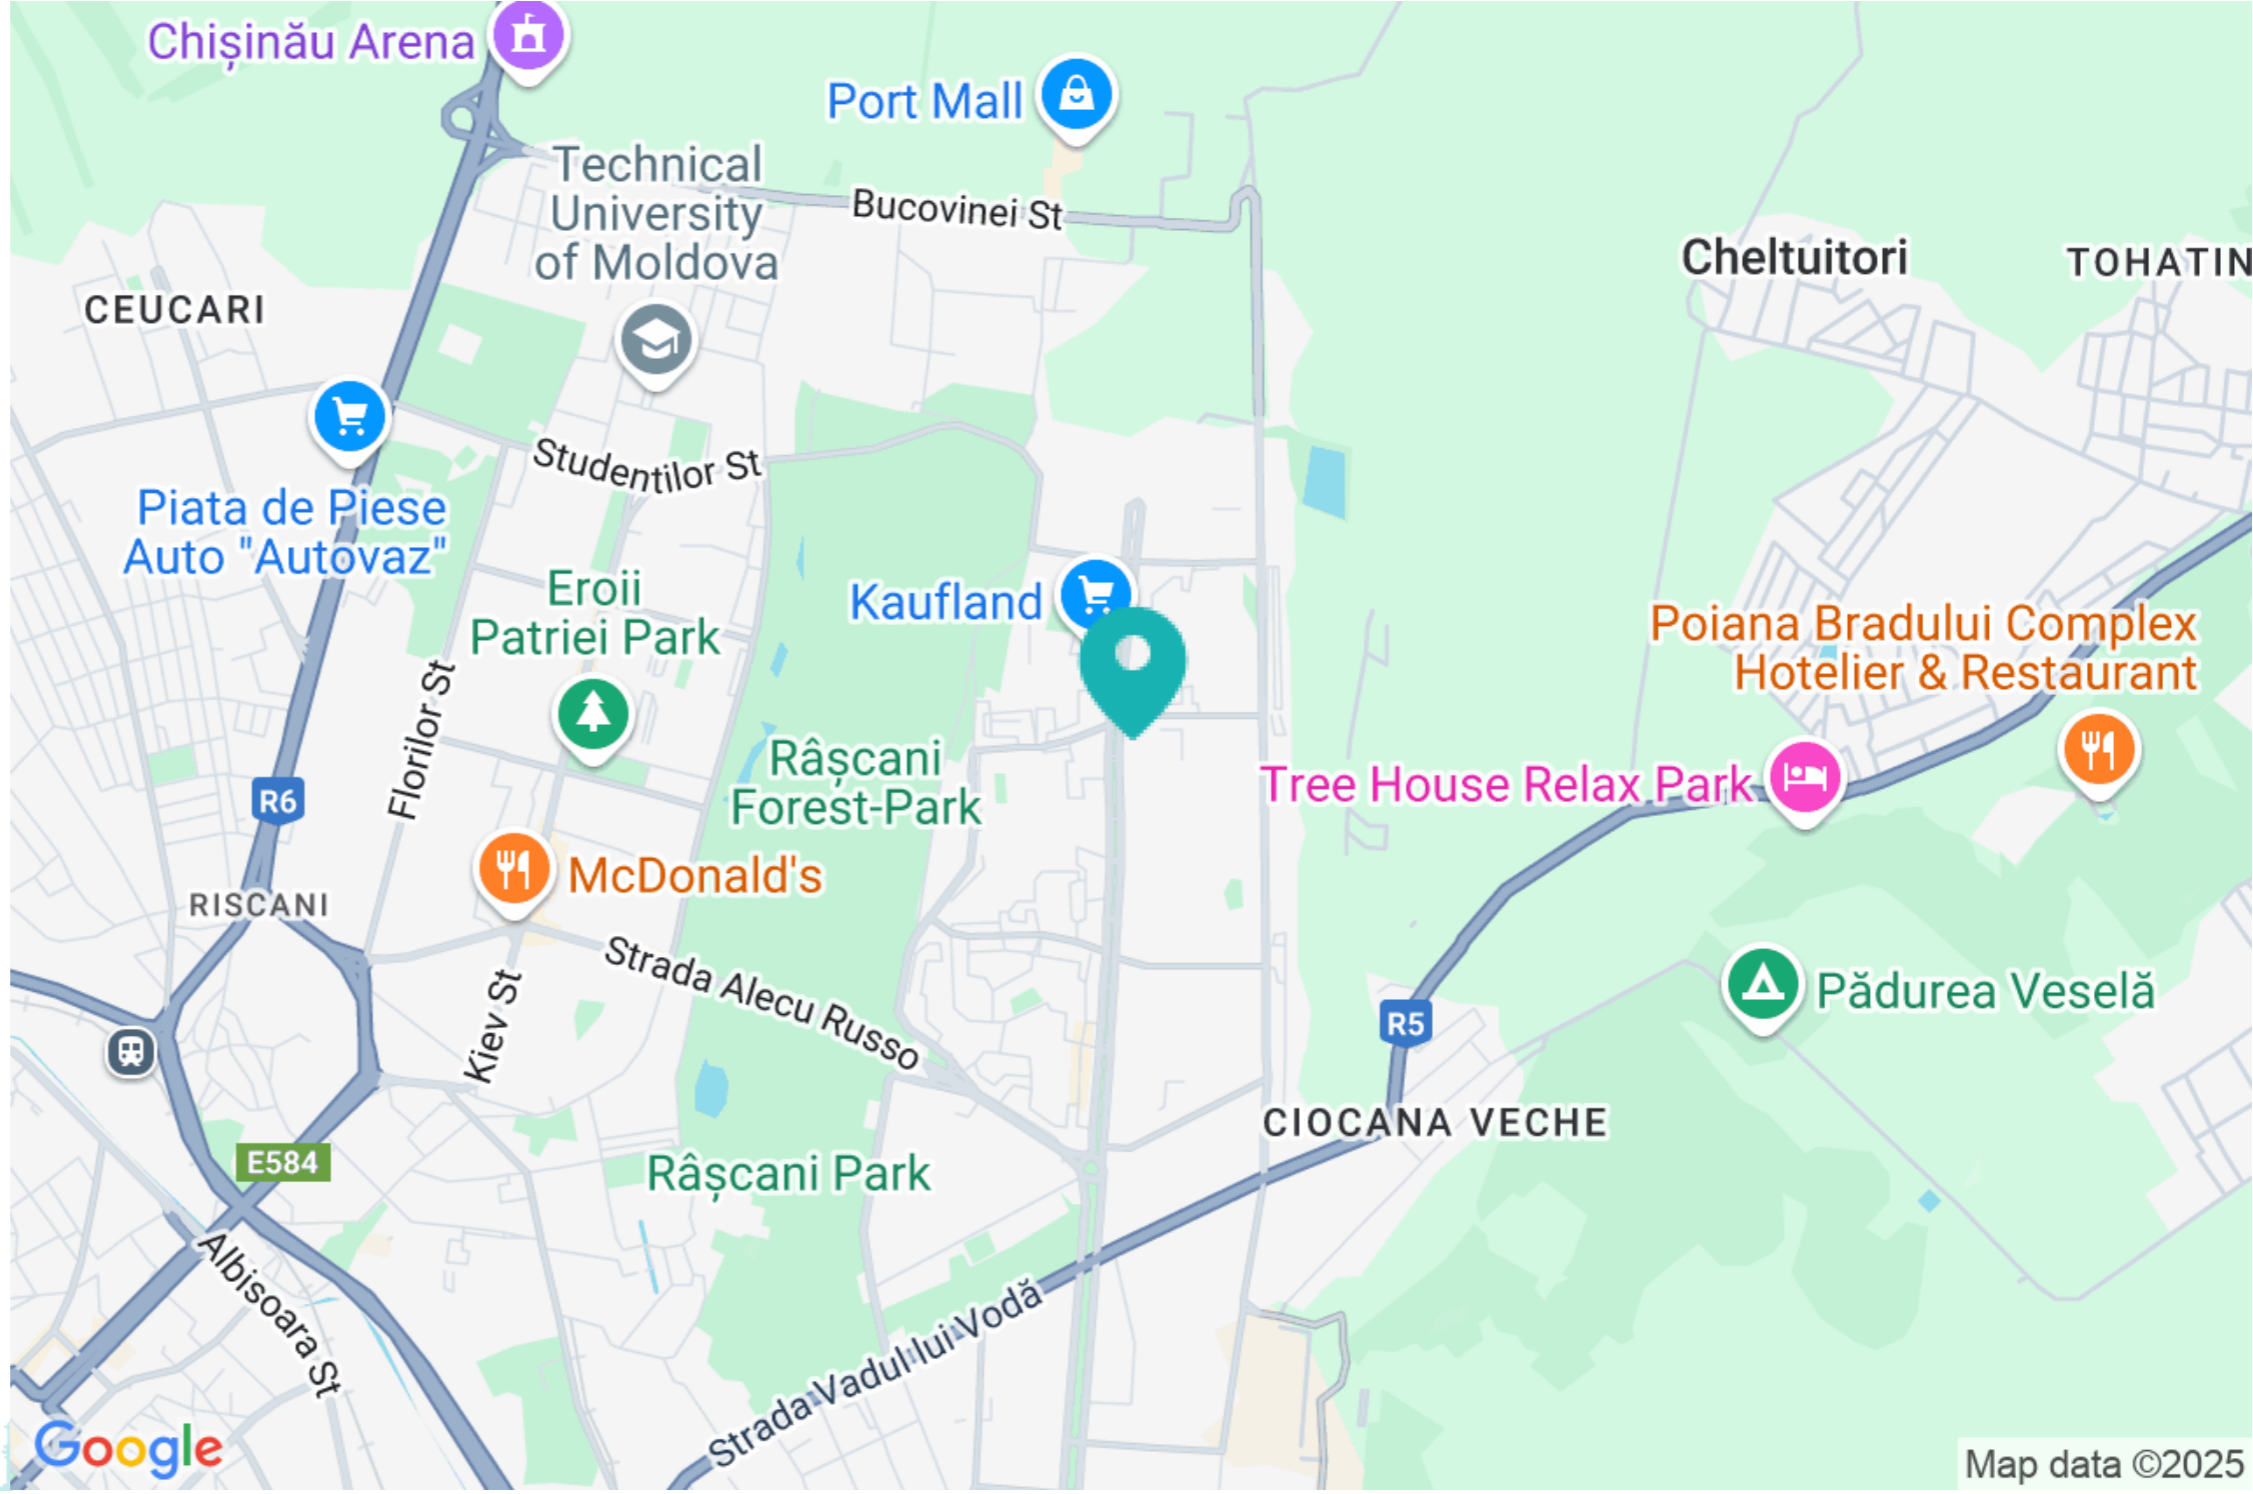 Chișinău Arena
Port Mall
Technical
University
of Moldova
Bucovinei St
Cheltuitori
TOHATIN
CEUCARI
Studentilor St
Piata de Piese
Auto "Autovaz"
Eroii
Patriei Park
Kaufland
Poiana Bradului Complex
Hotelier & Restaurant
Florilor St
Râșcani
Forest-Park
Tree House Relax Park
R6
McDonald's
RISCANI
Strada Alecu Russo
Kiev St
Pădurea Veselă
R5
CIOCANA VECHE
E584
Râșcani Park
Albisoara St
Strada Vadul lui Vodă
Google
Map data ©2025